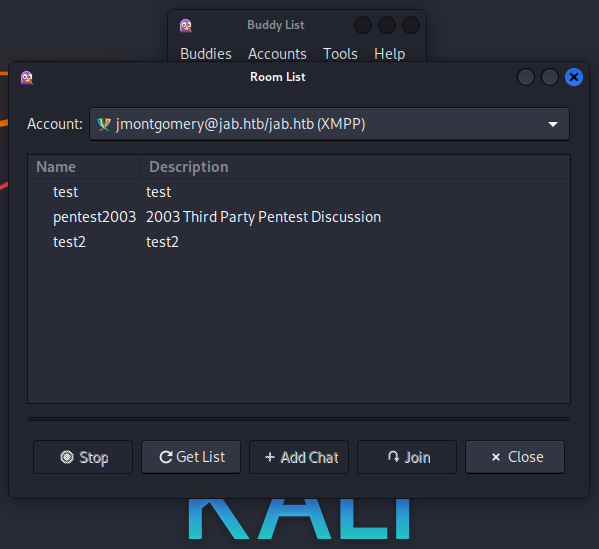 Buddy List
Buddies Accounts Tools Help
Room List
Account: jmontgomery@jab.htb/jab.htb (XMPP)
Name Description
test test
pentest2003 2003 Third Party Pentest Discussion
test2 test2
Stop Get List + Add Chat Join × Close
KALI